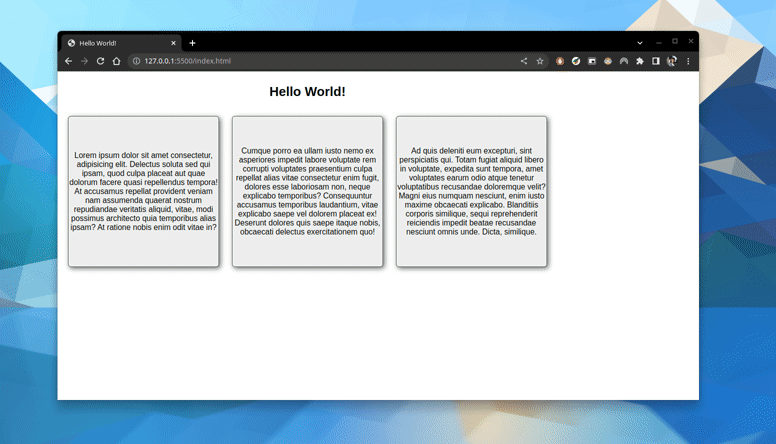 Hello World!
127.0.0.1:5500/index.html
Hello World!
Lorem ipsum dolor sit amet consectetur,
adipisicing elit. Delectus soluta sed qui
ipsam, quod culpa placeat aut quae
dolorum facere quasi repellendus tempora!
At accusamus repellat provident veniam
nam assumenda quaerat nostrum
repudiandae veritatis aliquid, vitae, modi
possimus architecto quia temporibus alias
ipsam? At ratione nobis enim odit vitae in?
Cumque porro ea ullam iusto nemo ex
asperiores impedit labore voluptate rem
corrupti voluptates praesentium culpa
repellat alias vitae consectetur enim fugit,
dolores esse laboriosam non, neque
explicabo temporibus? Consequuntur
accusamus temporibus laudantium, vitae
explicabo saepe vel dolorem placeat ex!
Deserunt dolores quis saepe itaque nobis,
obcaecati delectus exercitationem quo!
Ad quis deleniti eum excepturi, sint
perspiciatis qui. Totam fugiat aliquid libero
in voluptate, expedita sunt tempora, amet
voluptates earum odio atque tenetur
voluptatibus recusandae doloremque velit?
Magni eius numquam nesciunt, enim iusto
maxime obcaecati explicabo. Blanditiis
corporis similique, sequi reprehenderit
reiciendis impedit beatae recusandae
nesciunt omnis unde. Dicta, similique.